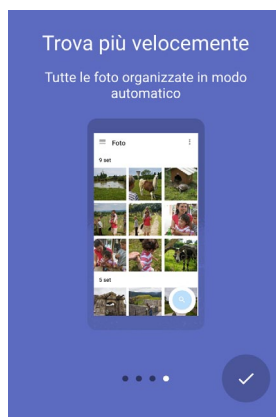 Trova più velocemente
Tutte le foto organizzate in modo
automatico
Foto
9 set
5 set